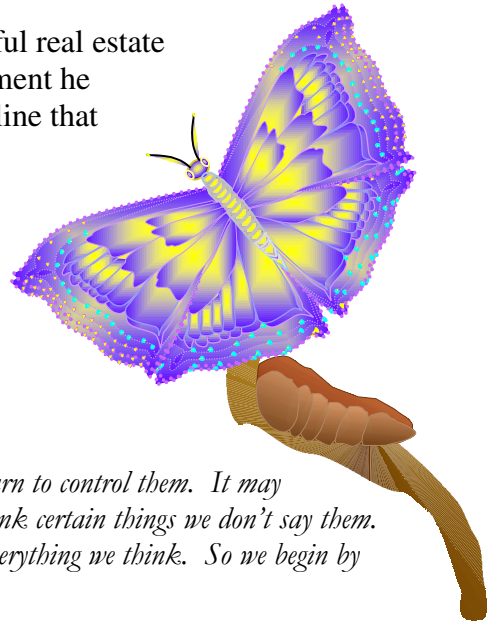 ful real estate
ment he
line that
rn to control them. It may
nk certain things we don't say them.
verything we think. So we begin by